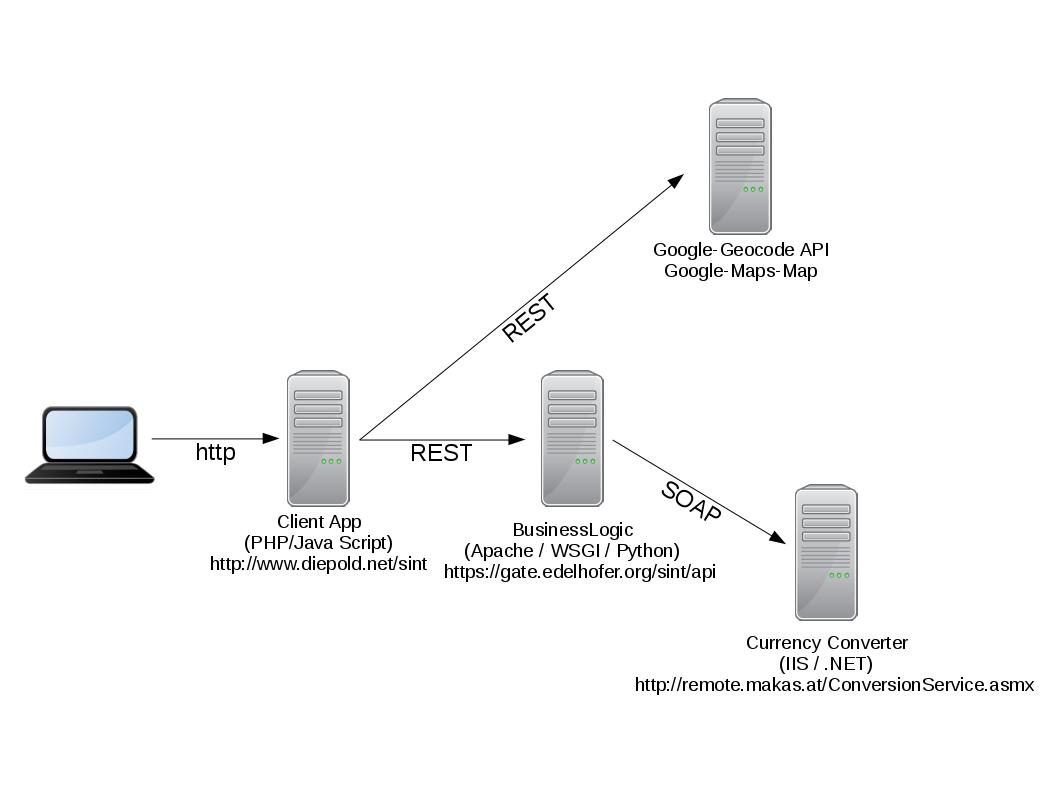 Google-Geocode API
Google-Maps-Map
REST
http
REST
SOAP
Client App
(PHP/Java Script)
http://www.diepold.net/sint
BusinessLogic
(Apache / WSGI / Python)
https://gate.edelhofer.org/sint/api
Currency Converter
(IIS / .NET)
http://remote.makas.at/ConversionService.asmx